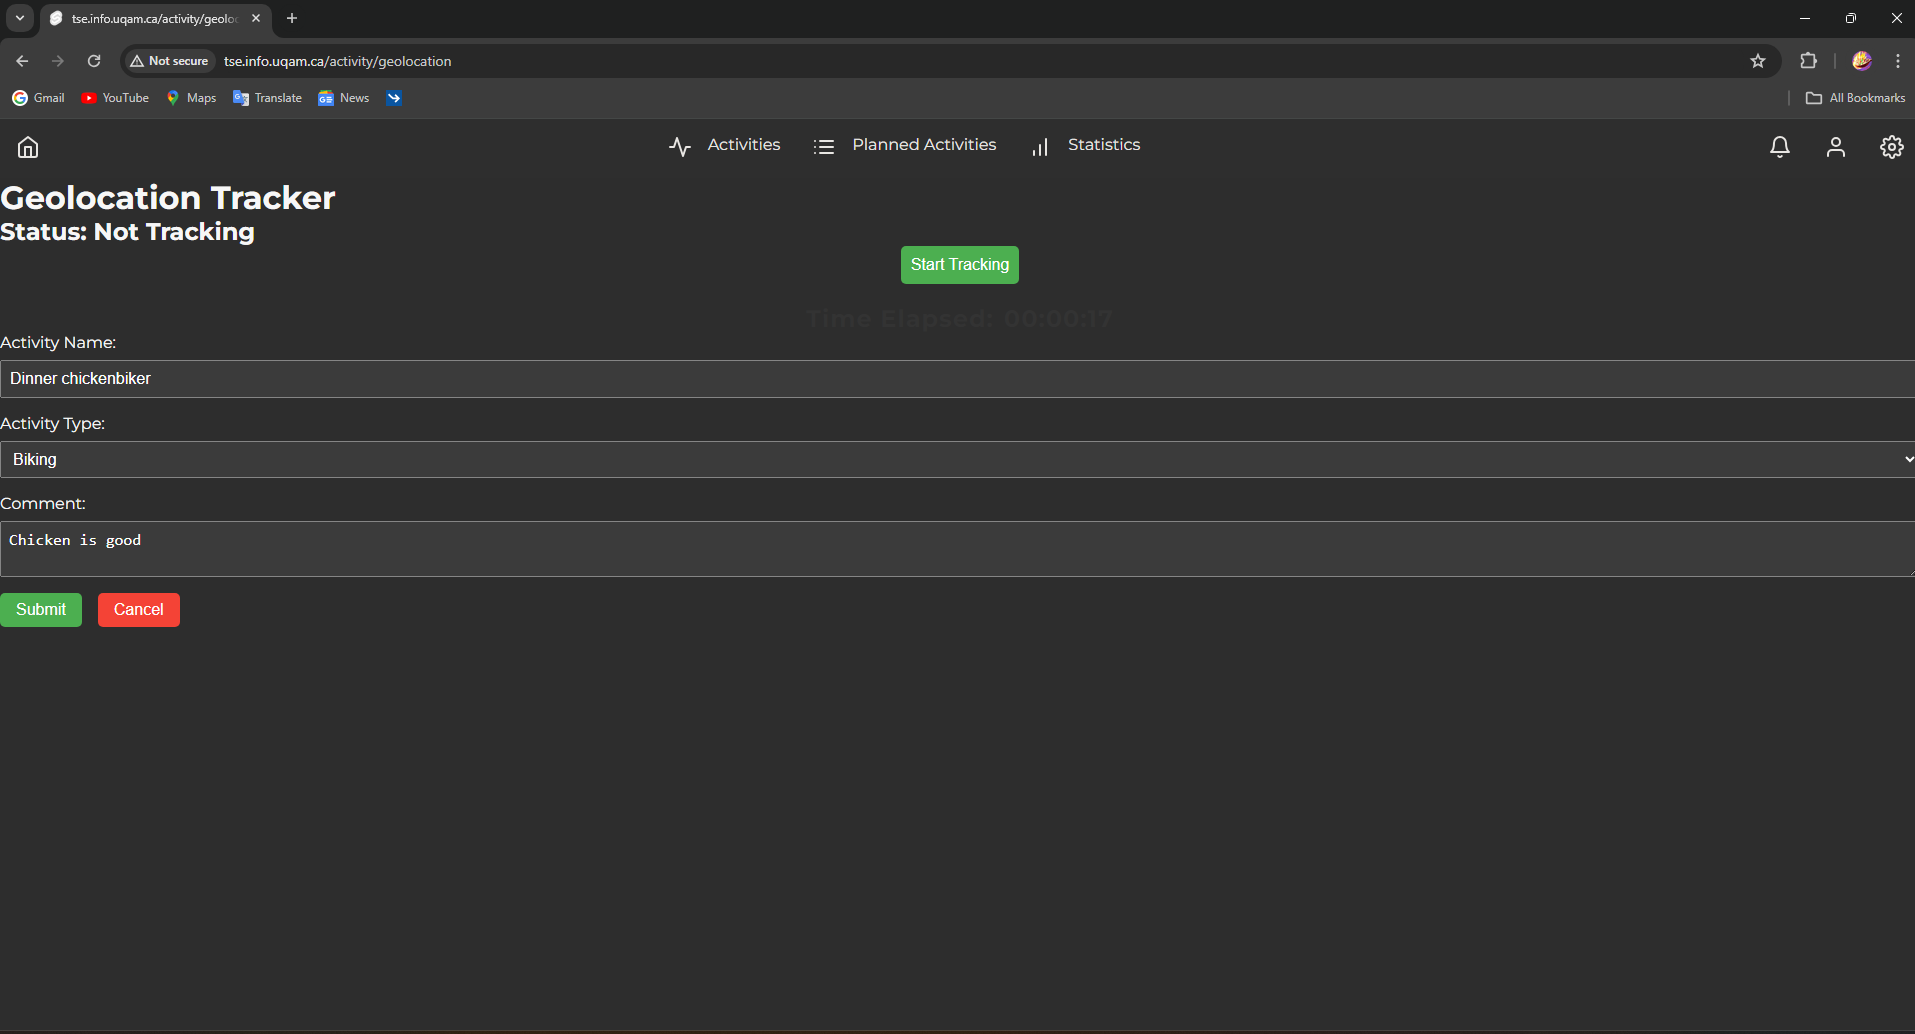 tse.info.uqam.ca/activity/geoloc
Not secure tse.info.uqam.ca/activity/geolocation
Gmail YouTube Maps Translate News All Bookmarks
Activities Planned Activities Statistics
Geolocation Tracker
Status: Not Tracking
Start Tracking
Time Elapsed: 00:00:17
Activity Name:
Dinner chickenbiker
Activity Type:
Biking
Comment:
Chicken is good
Submit Cancel